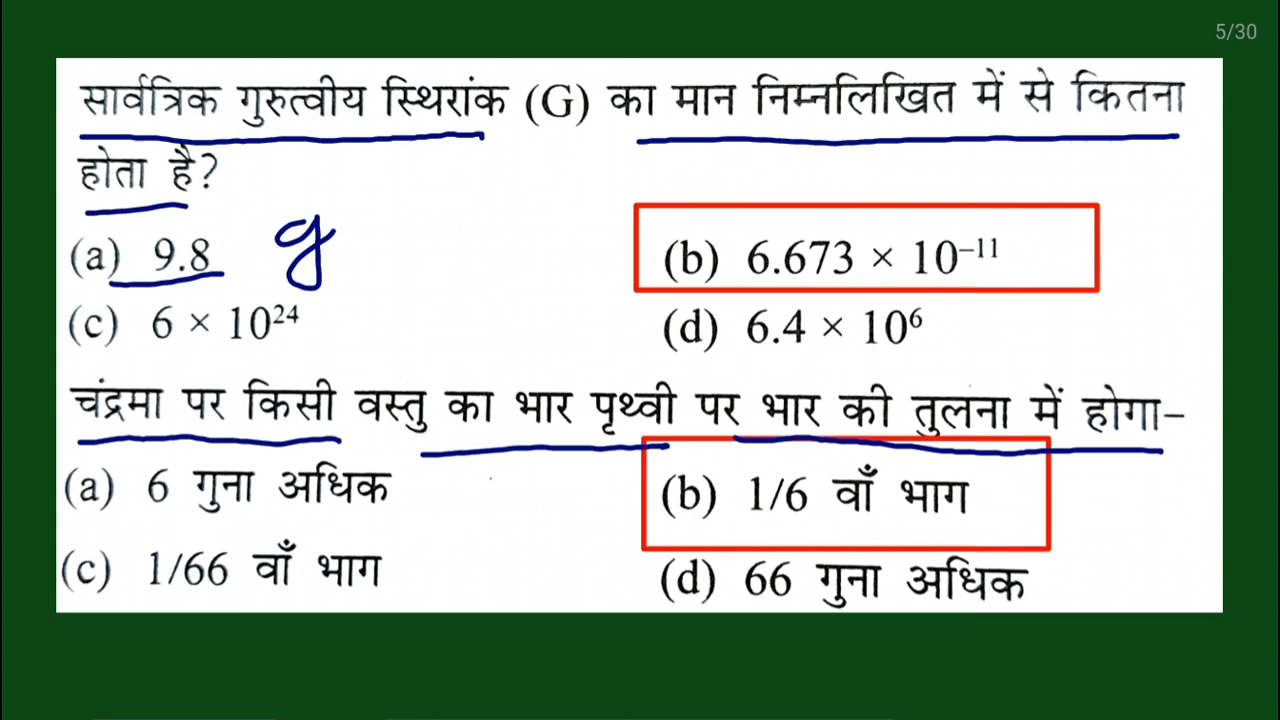 5/30
सार्वत्रिक गुरुत्वीय स्थिरांक (G) का मान निम्नलिखित में से कितना
होता है?
(a) 9.8 g (b) 6.673 × 10⁻¹¹
(c) 6 × 10²⁴ (d) 6.4 × 10⁶
चंद्रमा पर किसी वस्तु का भार पृथ्वी पर भार की तुलना में होगा–
(a) 6 गुना अधिक (b) 1/6 वाँ भाग
(c) 1/66 वाँ भाग (d) 66 गुना अधिक